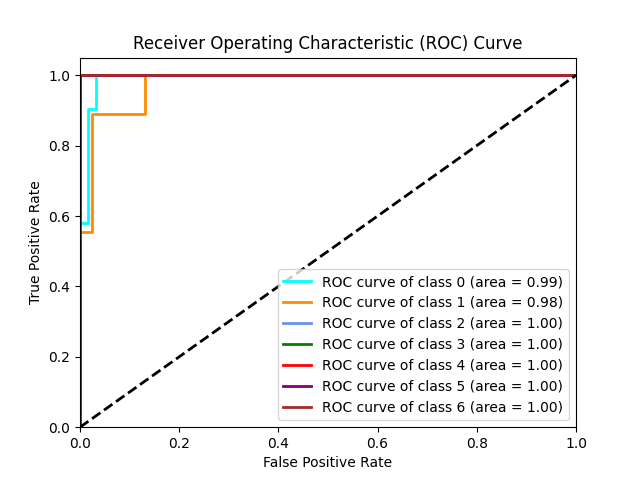 Receiver Operating Characteristic (ROC) Curve
1.0
0.8
0.6
0.4
0.2
0.0
True Positive Rate
ROC curve of class 0 (area = 0.99)
ROC curve of class 1 (area = 0.98)
ROC curve of class 2 (area = 1.00)
ROC curve of class 3 (area = 1.00)
ROC curve of class 4 (area = 1.00)
ROC curve of class 5 (area = 1.00)
ROC curve of class 6 (area = 1.00)
0.0 0.2 0.4 0.6 0.8 1.0
False Positive Rate